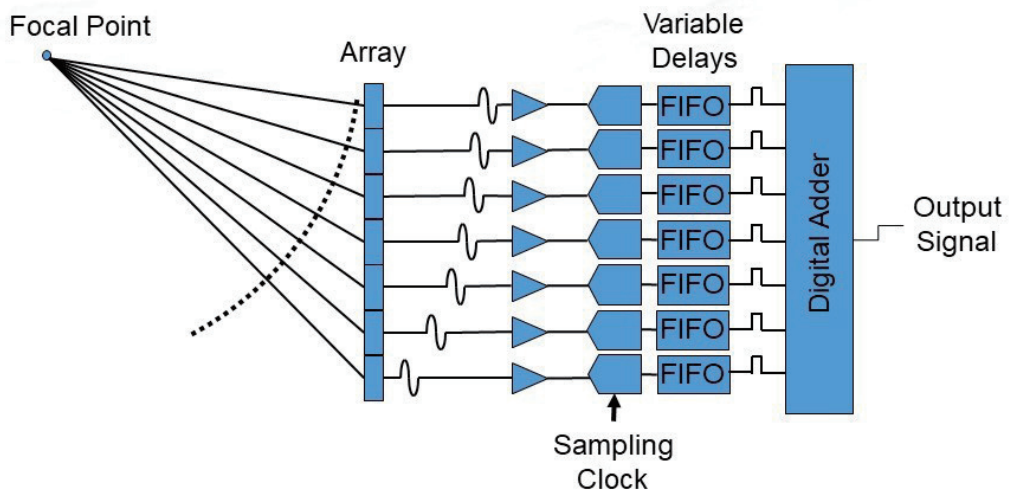 Focal Point
Array
Variable
Delays
FIFO
FIFO
FIFO
FIFO
FIFO
FIFO
FIFO
Digital Adder
Output
Signal
Sampling
Clock